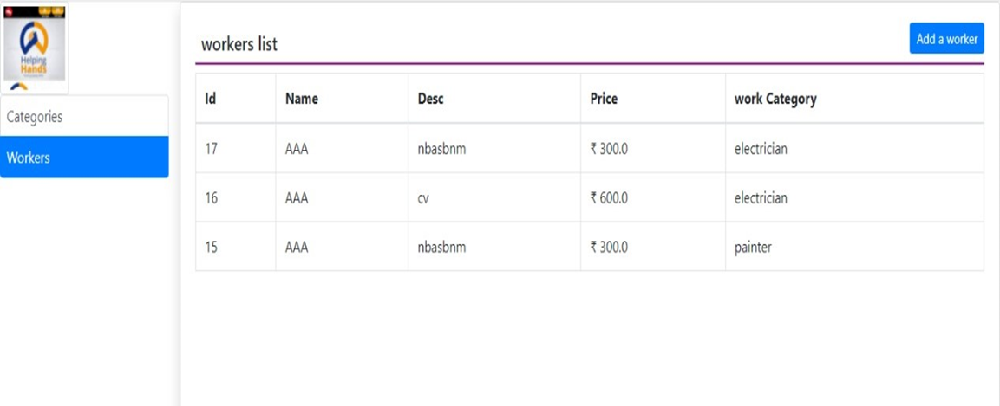 Helping
Hands
Categories
Workers
workers list
Add a worker
Id Name Desc Price work Category
17 AAA nbasbnm ₹ 300.0 electrician
16 AAA cv ₹ 600.0 electrician
15 AAA nbasbnm ₹ 300.0 painter